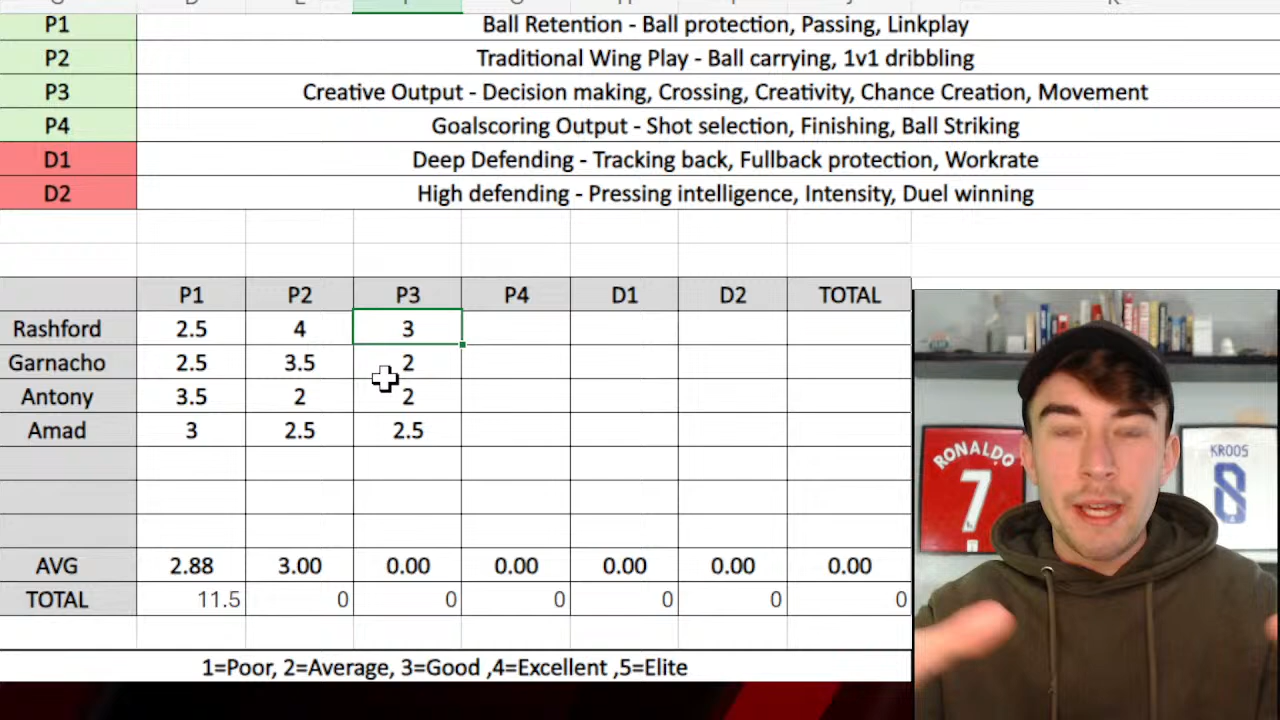 P1 Ball Retention - Ball protection, Passing, Linkplay
P2 Traditional Wing Play - Ball carrying, 1v1 dribbling
P3 Creative Output - Decision making, Crossing, Creativity, Chance Creation, Movement
P4 Goalscoring Output - Shot selection, Finishing, Ball Striking
D1 Deep Defending - Tracking back, Fullback protection, Workrate
D2 High defending - Pressing intelligence, Intensity, Duel winning
P1 P2 P3 P4 D1 D2 TOTAL
Rashford 2.5 4 3
Garnacho 2.5 3.5 2
Antony 3.5 2 2
Amad 3 2.5 2.5
AVG 2.88 3.00 0.00 0.00 0.00 0.00 0.00
TOTAL 11.5 0 0 0 0 0 0
1=Poor, 2=Average, 3=Good ,4=Excellent ,5=Elite
RONALDO
7
KROOS
8